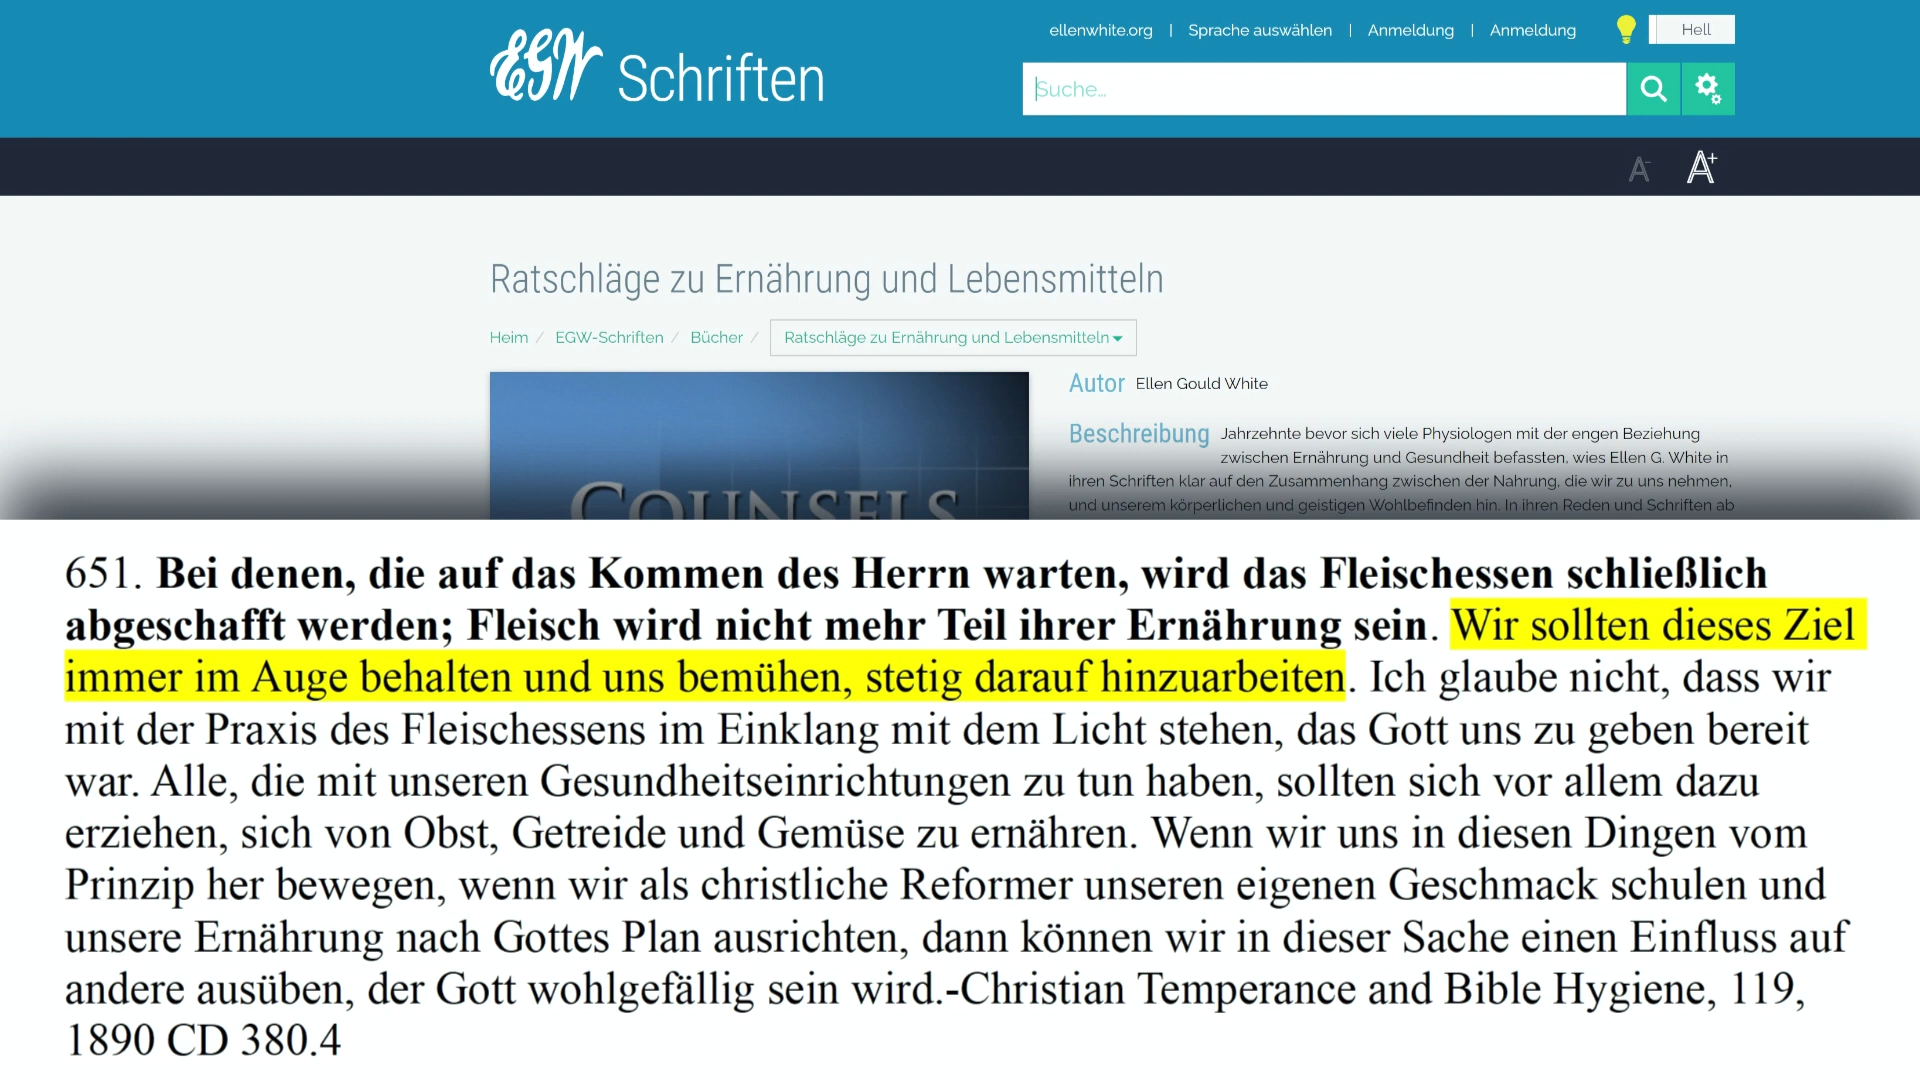 ellenwhite.org | Sprache auswählen | Anmeldung | Anmeldung Hell
EGW Schriften
Suche...
A- A+
Ratschläge zu Ernährung und Lebensmitteln
Heim / EGW-Schriften / Bücher / Ratschläge zu Ernährung und Lebensmitteln
Autor Ellen Gould White
Beschreibung Jahrzehnte bevor sich viele Physiologen mit der engen Beziehung
zwischen Ernährung und Gesundheit befassten, wies Ellen G. White in
ihren Schriften klar auf den Zusammenhang zwischen der Nahrung, die wir zu uns nehmen,
und unserem körperlichen und geistigen Wohlbefinden hin. In ihren Reden und Schriften ab
COUNSELS
651. Bei denen, die auf das Kommen des Herrn warten, wird das Fleischessen schließlich
abgeschafft werden; Fleisch wird nicht mehr Teil ihrer Ernährung sein. Wir sollten dieses Ziel
immer im Auge behalten und uns bemühen, stetig darauf hinzuarbeiten. Ich glaube nicht, dass wir
mit der Praxis des Fleischessens im Einklang mit dem Licht stehen, das Gott uns zu geben bereit
war. Alle, die mit unseren Gesundheitseinrichtungen zu tun haben, sollten sich vor allem dazu
erziehen, sich von Obst, Getreide und Gemüse zu ernähren. Wenn wir uns in diesen Dingen vom
Prinzip her bewegen, wenn wir als christliche Reformer unseren eigenen Geschmack schulen und
unsere Ernährung nach Gottes Plan ausrichten, dann können wir in dieser Sache einen Einfluss auf
andere ausüben, der Gott wohlgefällig sein wird.-Christian Temperance and Bible Hygiene, 119,
1890 CD 380.4